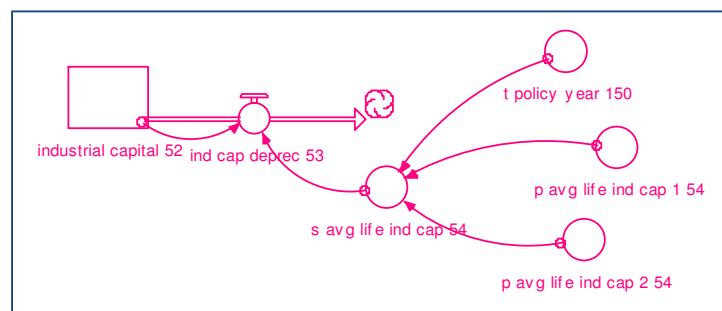 t policy year 150
industrial capital 52
ind cap deprec 53
p avg life ind cap 1 54
s avg life ind cap 54
p avg life ind cap 2 54